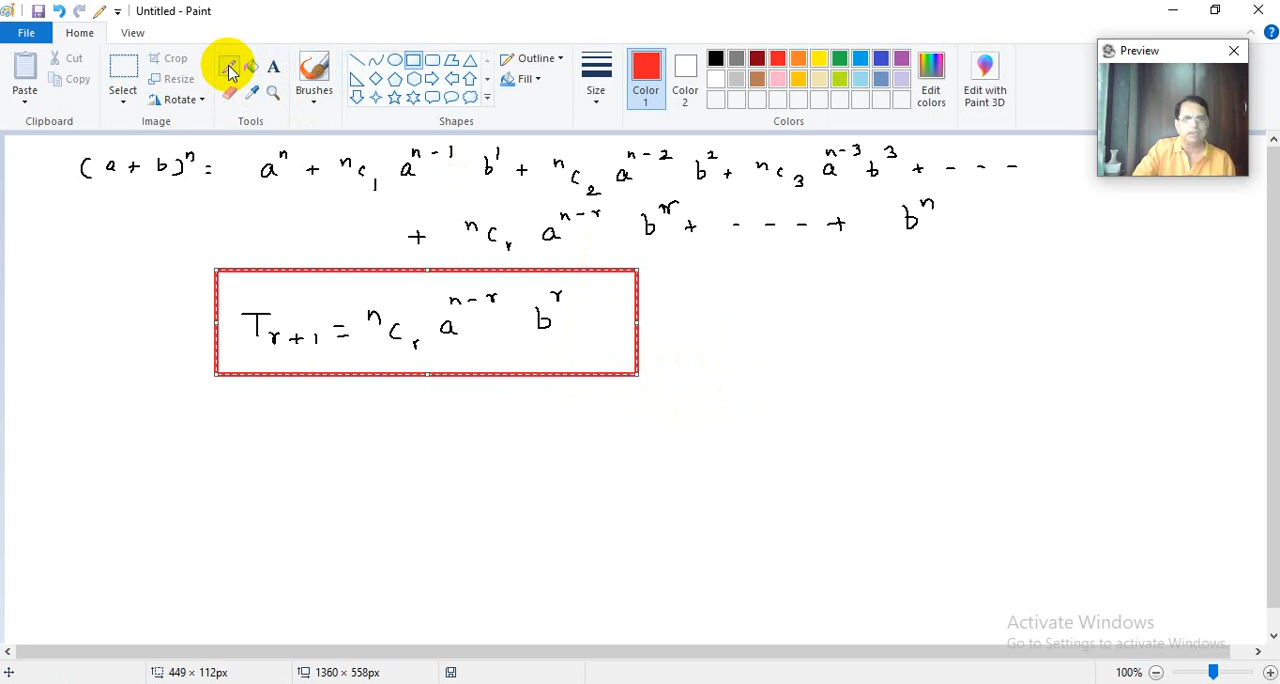 Untitled - Paint
File Home View
Paste Cut Copy Clipboard
Select Crop Resize Rotate Image
Tools
Brushes
Outline Fill Shapes
Size
Color 1 Color 2 Edit colors Colors
Edit with Paint 3D
Preview
(a + b)ⁿ = aⁿ + ⁿc₁ aⁿ⁻¹ b¹ + ⁿc₂ aⁿ⁻² b² + ⁿc₃ aⁿ⁻³ b³ + - - -
+ ⁿcᵣ aⁿ⁻ʳ bʳ + - - - + bⁿ
Tᵣ₊₁ = ⁿcᵣ aⁿ⁻ʳ bʳ
Activate Windows
Go to Settings to activate Windows.
449 × 112px 1360 × 558px 100%